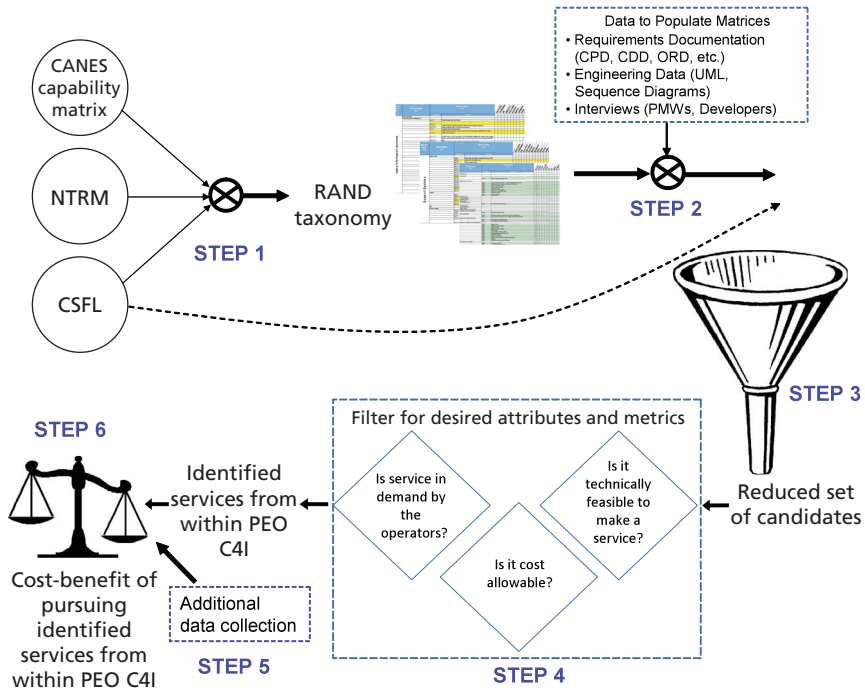 CANES
capability
matrix
NTRM
CSFL
STEP 1
RAND
taxonomy
Data to Populate Matrices
• Requirements Documentation
(CPD, CDD, ORD, etc.)
• Engineering Data (UML,
Sequence Diagrams)
• Interviews (PMWs, Developers)
STEP 2
STEP 3
Reduced set
of candidates
Filter for desired attributes and metrics
Is it
technically
feasible to
make a
service?
Is it cost
allowable?
Is service in
demand by
the
operators?
STEP 4
Identified
services from
within PEO
C4I
Additional
data collection
STEP 5
STEP 6
Cost-benefit of
pursuing
identified
services from
within PEO C4I